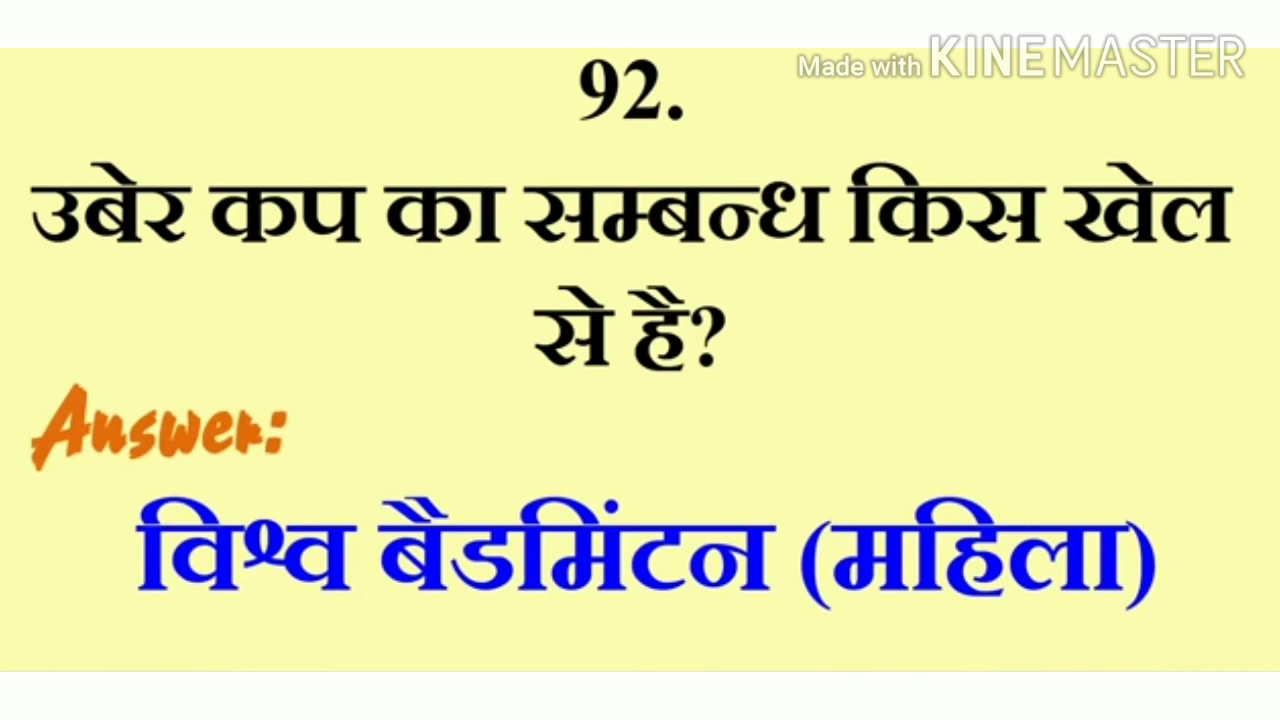 Made with KINEMASTER
92.
उबेर कप का सम्बन्ध किस खेल
से है?
Answer:
विश्व बैडमिंटन (महिला)